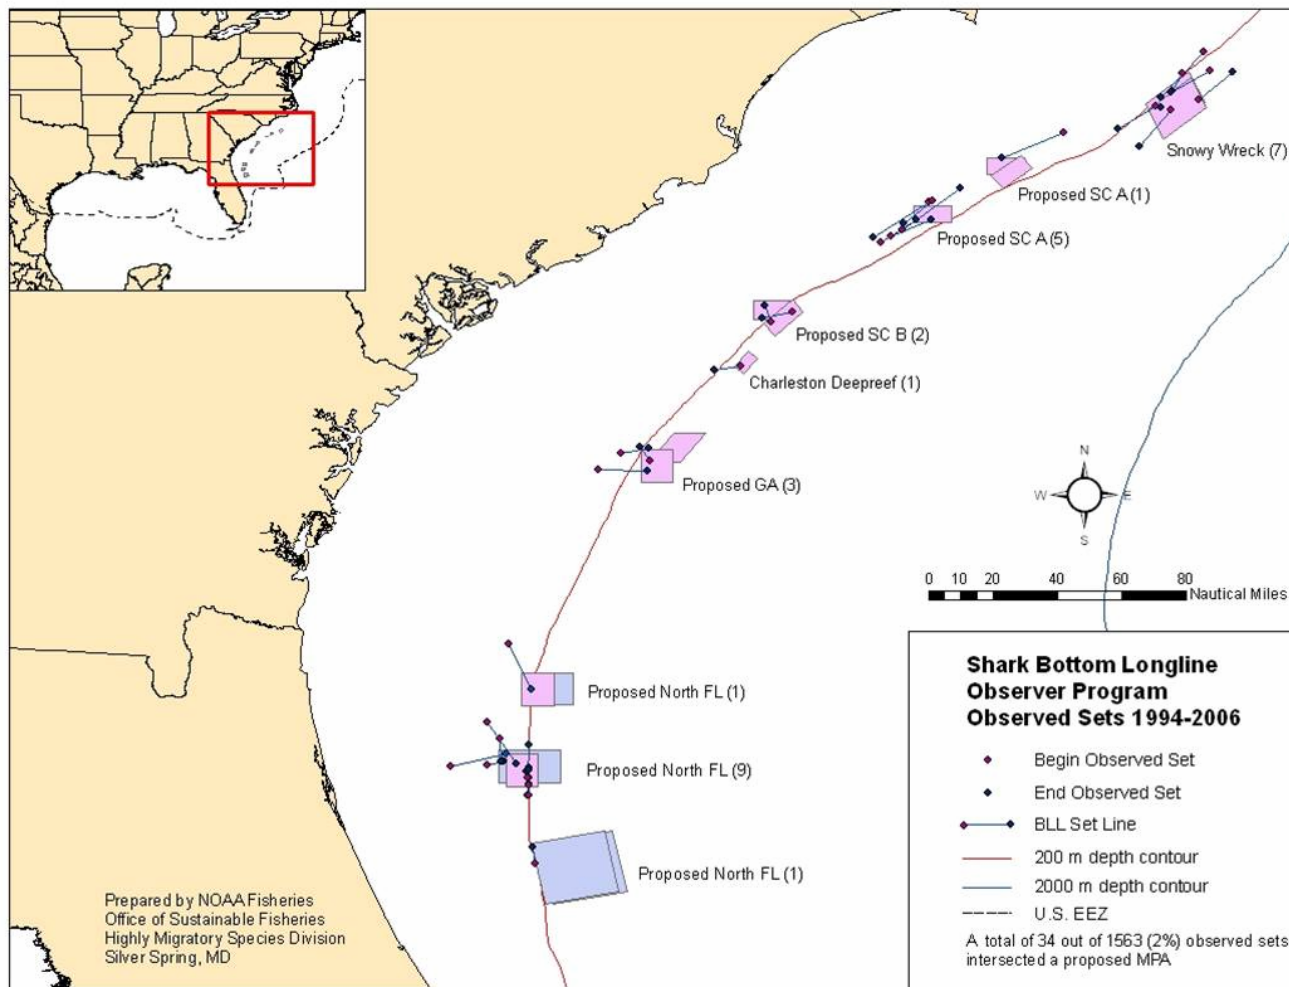 Snowy Wreck (7)
Proposed SC A (1)
Proposed SC A (5)
Proposed SC B (2)
Charleston Deepreef (1)
Proposed GA (3)
N
W E
S
0 10 20 40 60 80
Nautical Miles
Proposed North FL (1)
Proposed North FL (9)
Proposed North FL (1)
Shark Bottom Longline
Observer Program
Observed Sets 1994-2006
Begin Observed Set
End Observed Set
BLL Set Line
200 m depth contour
2000 m depth contour
U.S. EEZ
A total of 34 out of 1563 (2%) observed sets
intersected a proposed MPA
Prepared by NOAA Fisheries
Office of Sustainable Fisheries
Highly Migratory Species Division
Silver Spring, MD